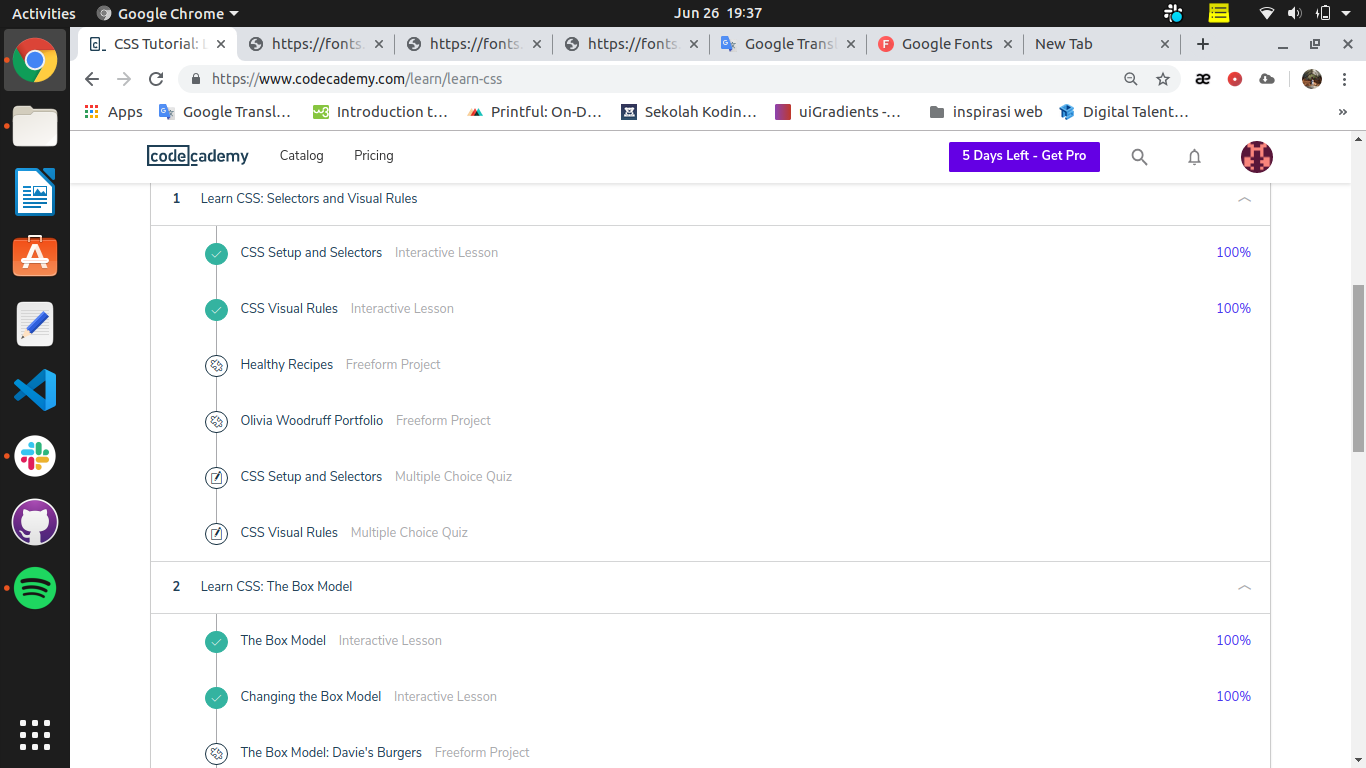 Activities Google Chrome Jun 26 19:37
CSS Tutorial: L https://fonts. https://fonts. https://fonts. Google Transl Google Fonts New Tab
https://www.codecademy.com/learn/learn-css
Apps Google Transl... Introduction t... Printful: On-D... Sekolah Kodin... uiGradients -... inspirasi web Digital Talent... »
codecademy Catalog Pricing 5 Days Left - Get Pro
1 Learn CSS: Selectors and Visual Rules
CSS Setup and Selectors Interactive Lesson 100%
CSS Visual Rules Interactive Lesson 100%
Healthy Recipes Freeform Project
Olivia Woodruff Portfolio Freeform Project
CSS Setup and Selectors Multiple Choice Quiz
CSS Visual Rules Multiple Choice Quiz
2 Learn CSS: The Box Model
The Box Model Interactive Lesson 100%
Changing the Box Model Interactive Lesson 100%
The Box Model: Davie's Burgers Freeform Project